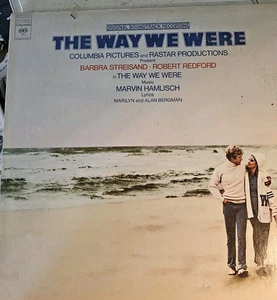 ORIGINAL SOUNDTRACK RECORDING
THE WAY WE WERE
COLUMBIA PICTURES and RASTAR PRODUCTIONS
Present
BARBRA STREISAND · ROBERT REDFORD
in THE WAY WE WERE
Music
MARVIN HAMLISCH
Lyrics
MARILYN and ALAN BERGMAN